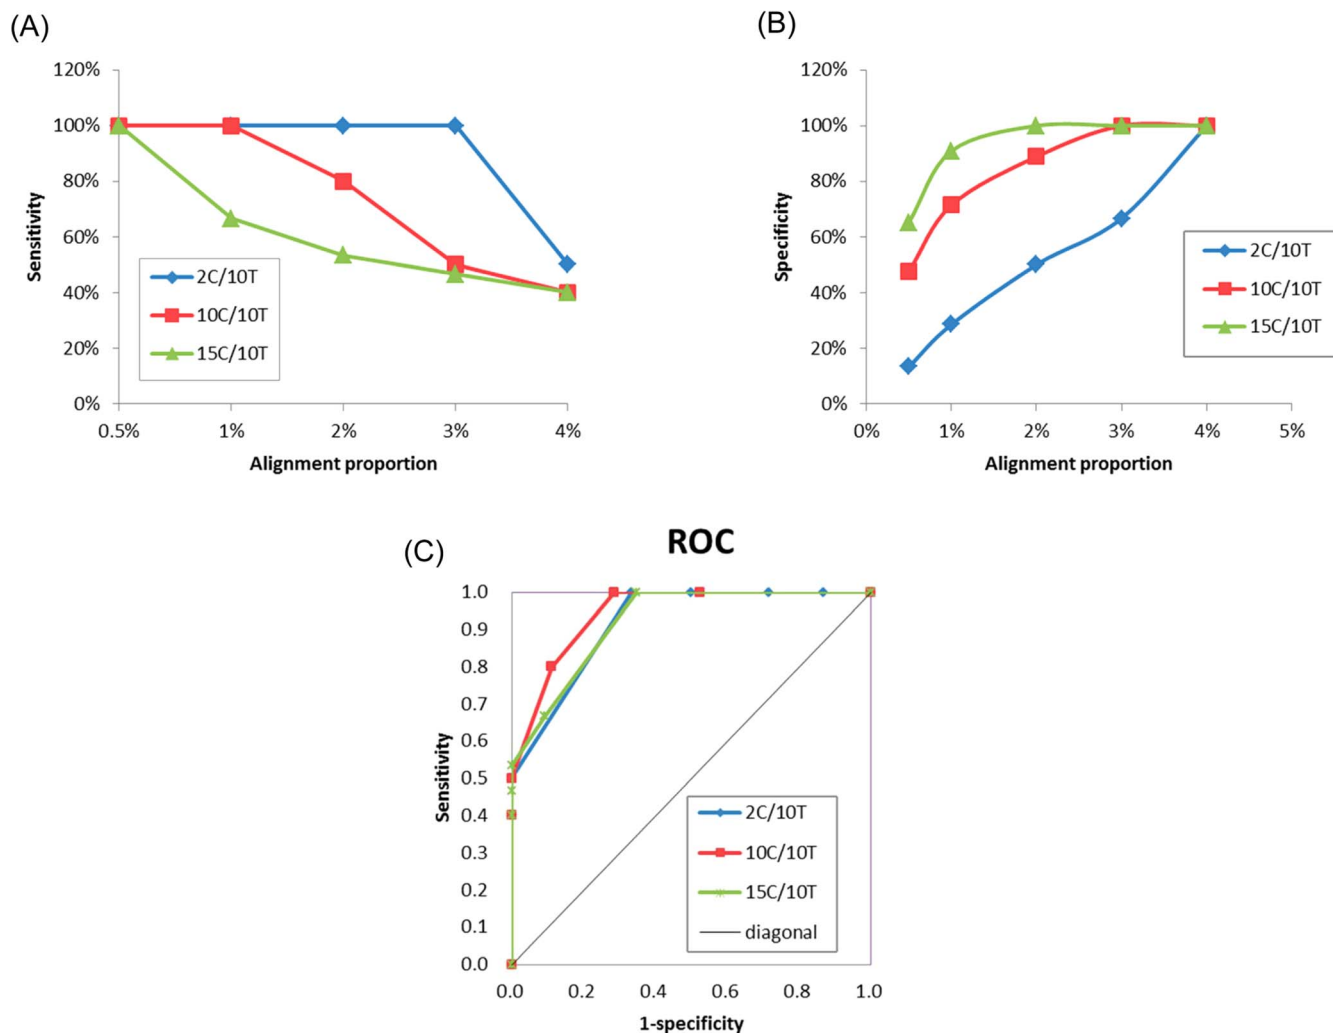 (A)
120%
100%
80%
60%
40%
20%
0%
Sensitivity
2C/10T
10C/10T
15C/10T
0.5% 1% 2% 3% 4%
Alignment proportion
(B)
120%
100%
80%
60%
40%
20%
0%
Specificity
2C/10T
10C/10T
15C/10T
0% 1% 2% 3% 4% 5%
Alignment proportion
(C)
ROC
1.0
0.9
0.8
0.7
0.6
0.5
0.4
0.3
0.2
0.1
0.0
Sensitivity
2C/10T
10C/10T
15C/10T
diagonal
0.0 0.2 0.4 0.6 0.8 1.0
1-specificity